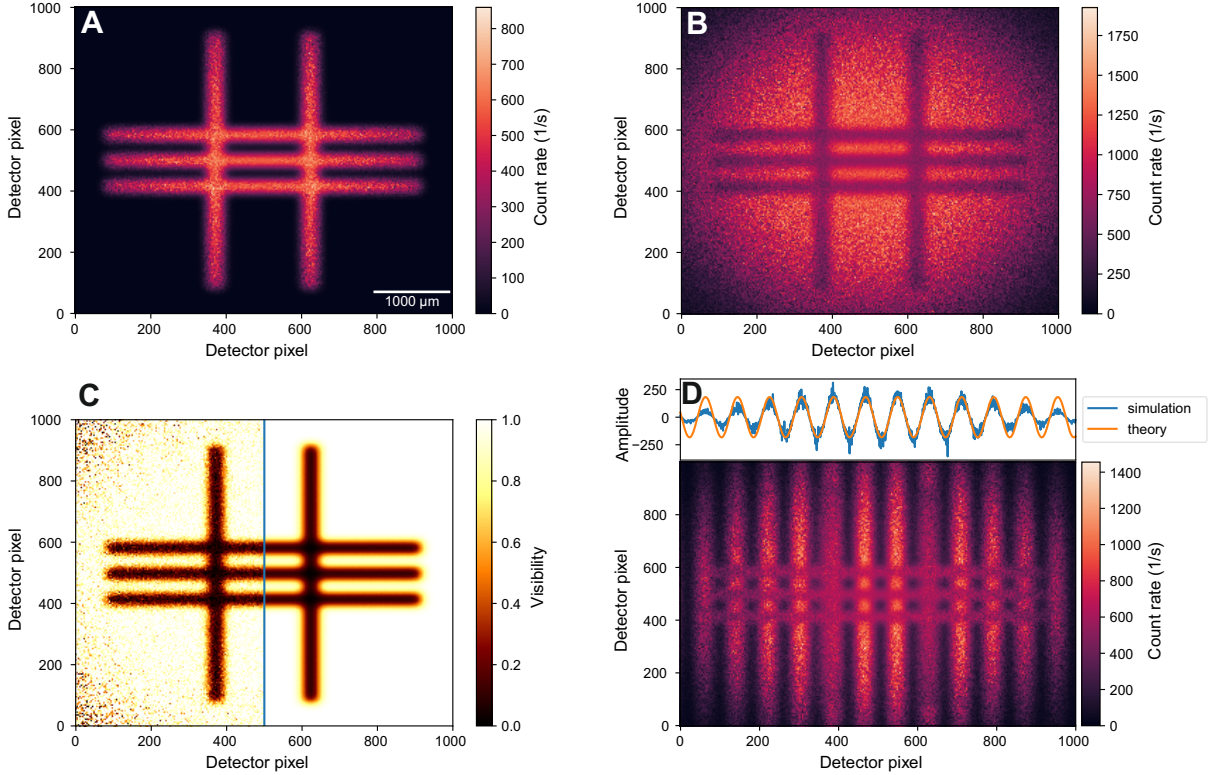 A
Detector pixel
1000
800
600
400
200
0
0 200 400 600 800 1000
Detector pixel
1000 µm
800
700
600
500
400
300
200
100
0
Count rate (1/s)
B
Detector pixel
1000
800
600
400
200
0
0 200 400 600 800 1000
Detector pixel
1750
1500
1250
1000
750
500
250
0
Count rate (1/s)
C
Detector pixel
1000
800
600
400
200
0
0 200 400 600 800 1000
Detector pixel
1.0
0.8
0.6
0.4
0.2
0.0
Visibility
D
Amplitude
250
0
−250
simulation
theory
Detector pixel
800
600
400
200
0
0 200 400 600 800 1000
Detector pixel
1400
1200
1000
800
600
400
200
0
Count rate (1/s)